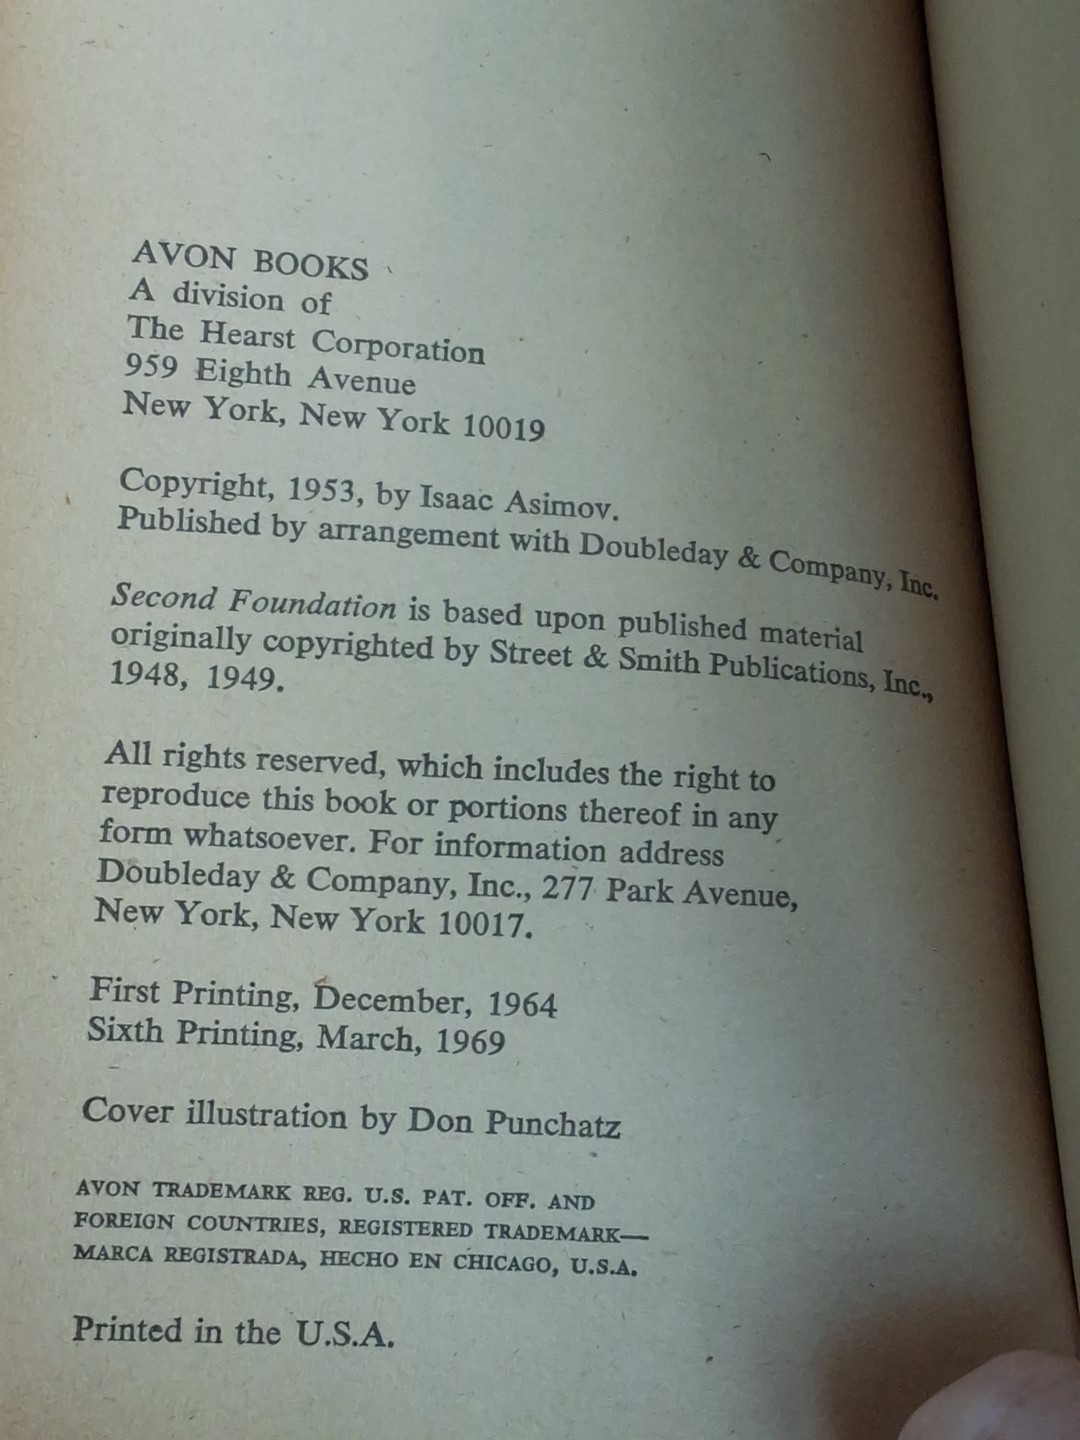 AVON BOOKS
A division of
The Hearst Corporation
959 Eighth Avenue
New York, New York 10019
Copyright, 1953, by Isaac Asimov.
Published by arrangement with Doubleday & Company, Inc.
Second Foundation is based upon published material
originally copyrighted by Street & Smith Publications, Inc.,
1948, 1949.
All rights reserved, which includes the right to
reproduce this book or portions thereof in any
form whatsoever. For information address
Doubleday & Company, Inc., 277 Park Avenue,
New York, New York 10017.
First Printing, December, 1964
Sixth Printing, March, 1969
Cover illustration by Don Punchatz
AVON TRADEMARK REG. U.S. PAT. OFF. AND
FOREIGN COUNTRIES, REGISTERED TRADEMARK—
MARCA REGISTRADA, HECHO EN CHICAGO, U.S.A.
Printed in the U.S.A.